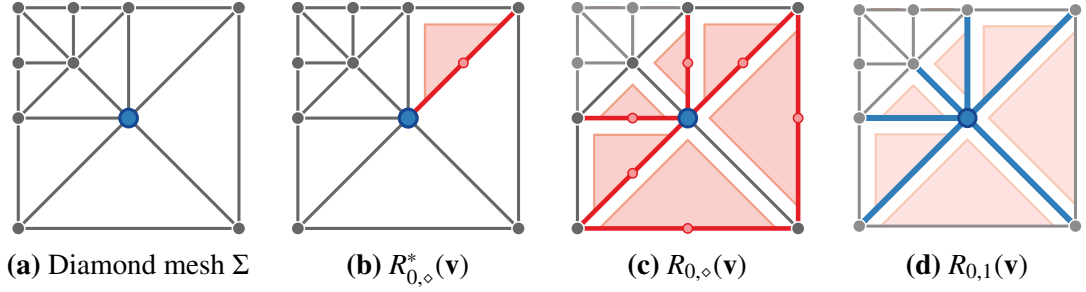 (a) Diamond mesh Σ
(b) R*₀,⋄(v)
(c) R₀,⋄(v)
(d) R₀,₁(v)